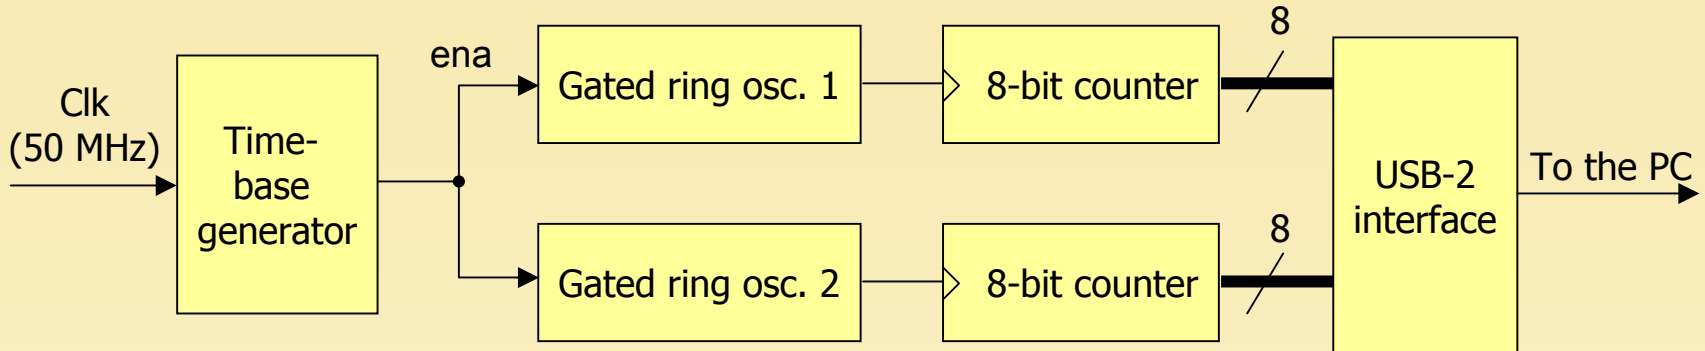 Clk
(50 MHz)
Time-
base
generator
ena
Gated ring osc. 1
8-bit counter
8
Gated ring osc. 2
8-bit counter
8
USB-2
interface
To the PC